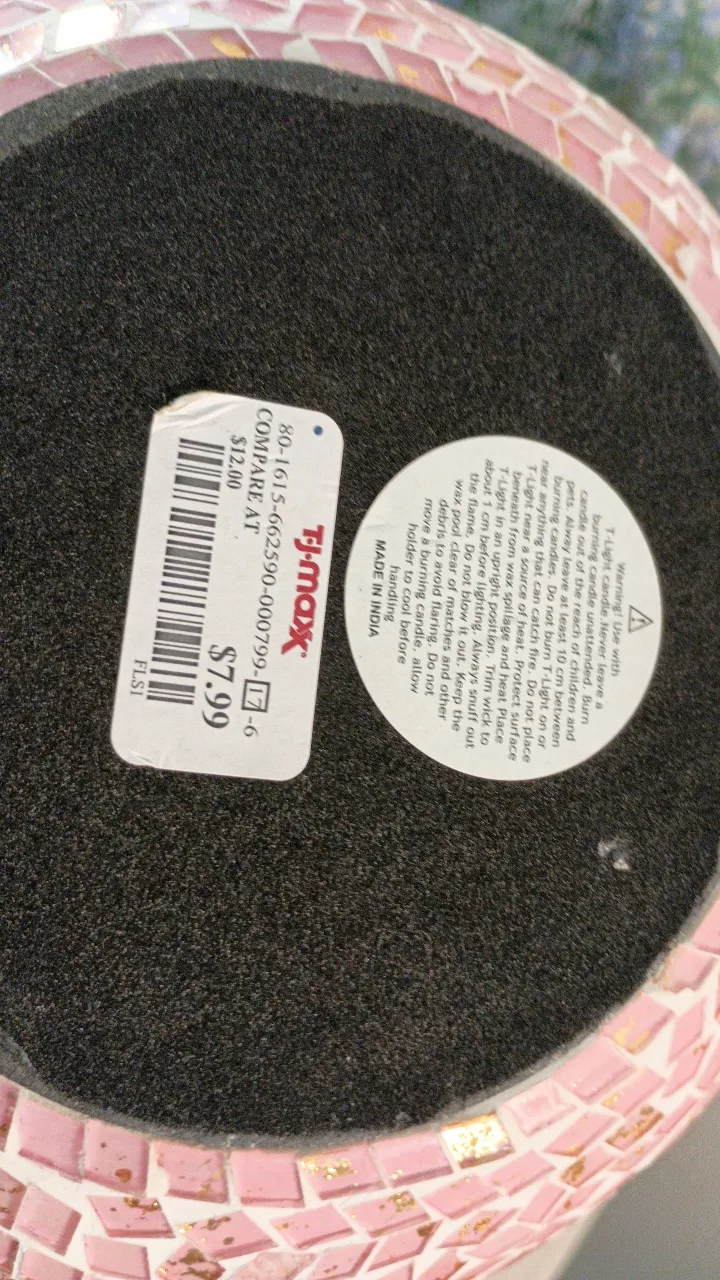 T·J·maxx
80-1615-662590-000799-17-6
COMPARE AT
$12.00
$7.99
FLS1
Warning! Use with
T-Light candle.Never leave a
burning candle unattended. Burn
candle out of the reach of children and
pets. Alway leave at least 10 cm between
burning candles. Do not burn T-Light on or
near anything that can catch fire. Do not place
T-Light near a source of heat. Protect surface
beneath from wax spillage and heat Place
T-Light in an upright position. Trim wick to
about 1 cm before lighting. Always snuff out
the flame. Do not blow it out. Keep the
wax pool clear of matches and other
debris to avoid flaring. Do not
move a burning candle, allow
holder to cool before
handling
MADE IN INDIA